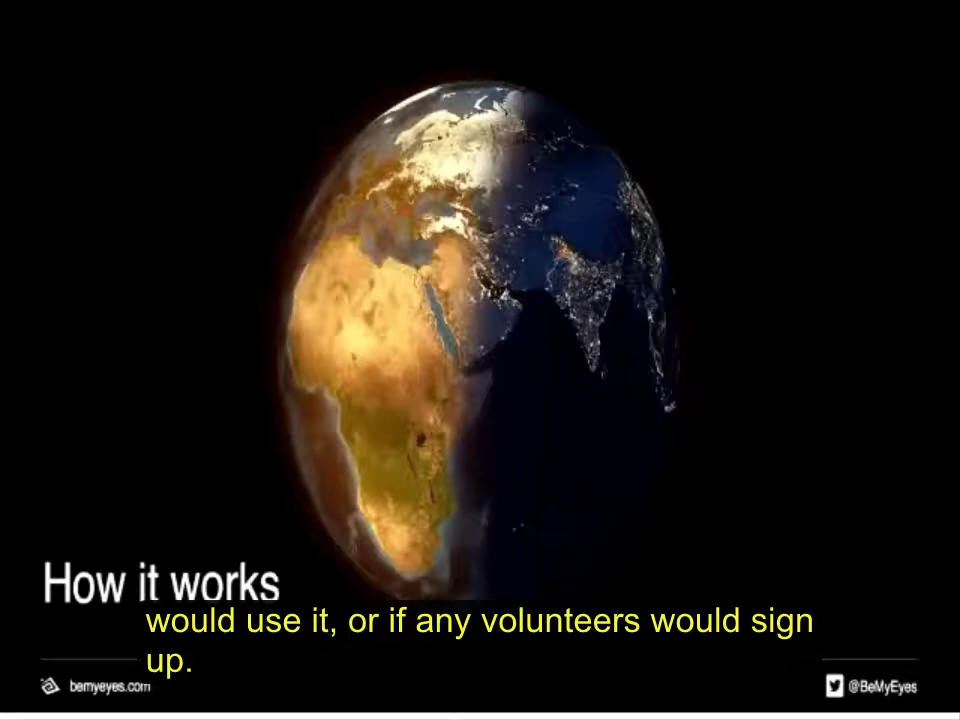 How it works
would use it, or if any volunteers would sign
up.
bemyeyes.com
@BeMyEyes